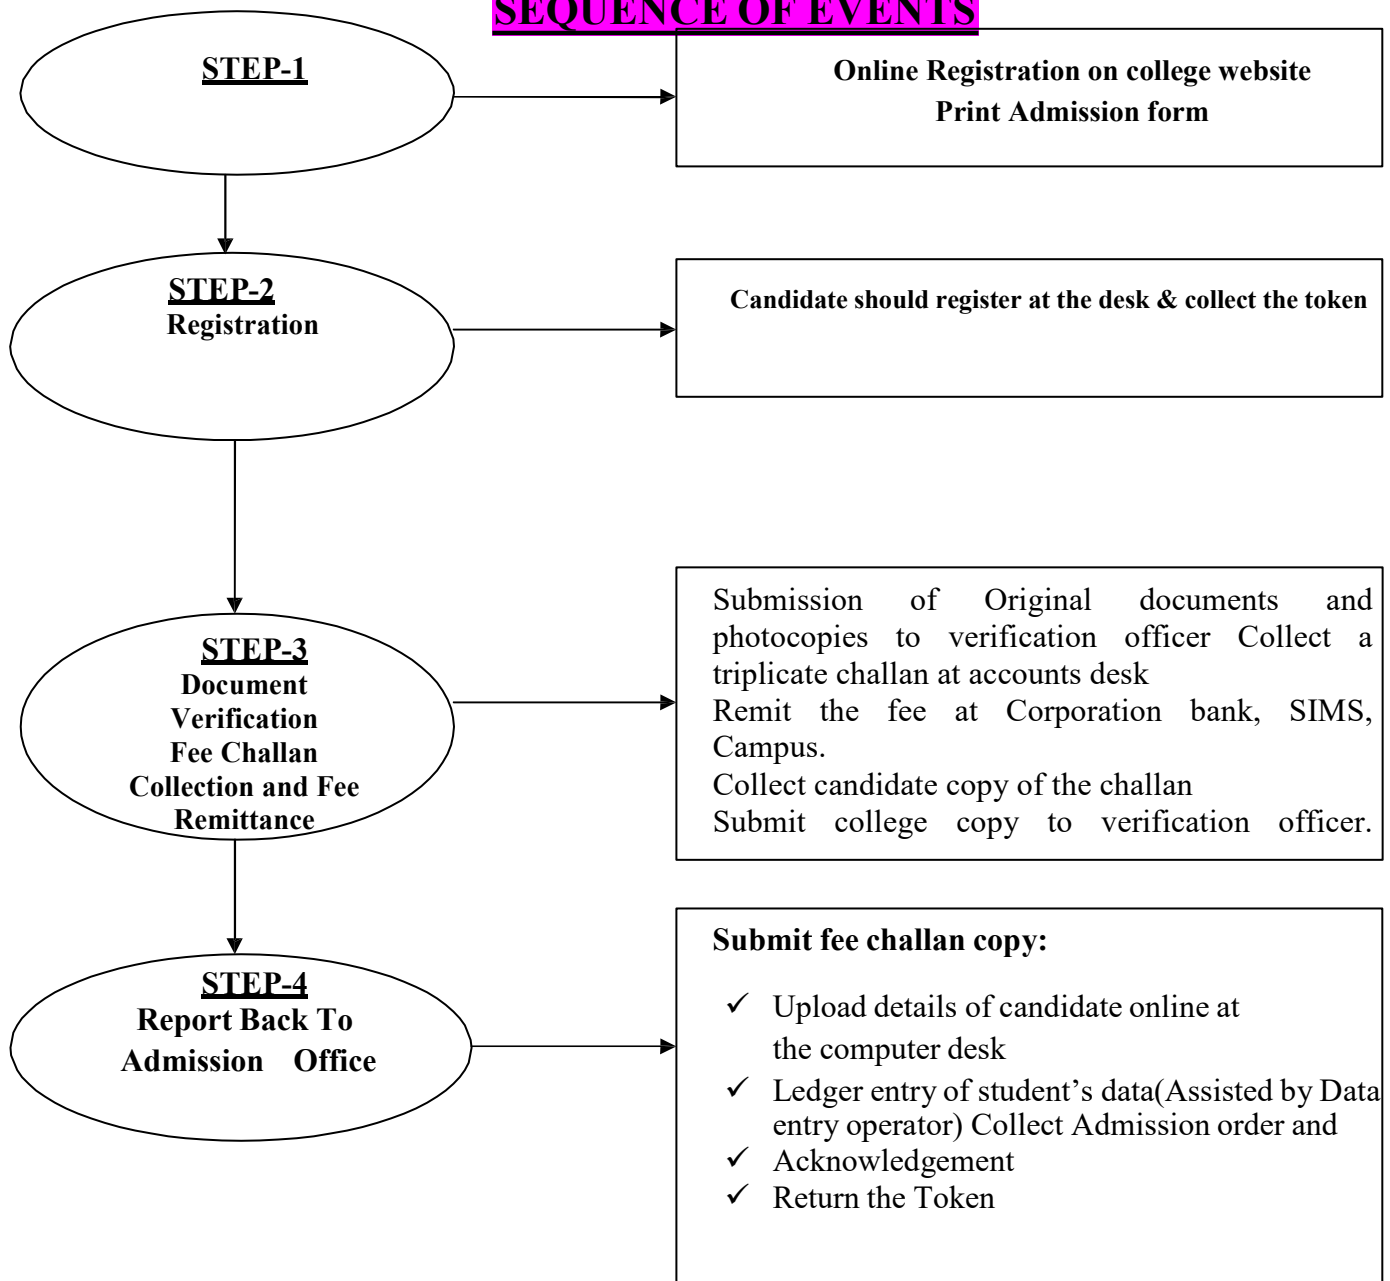 SEQUENCE OF EVENTS
STEP-1
Online Registration on college website
Print Admission form
STEP-2
Registration
Candidate should register at the desk & collect the token
STEP-3
Document
Verification
Fee Challan
Collection and Fee
Remittance
Submission of Original documents and
photocopies to verification officer Collect a
triplicate challan at accounts desk
Remit the fee at Corporation bank, SIMS,
Campus.
Collect candidate copy of the challan
Submit college copy to verification officer.
STEP-4
Report Back To
Admission Office
Submit fee challan copy:
✓ Upload details of candidate online at
the computer desk
✓ Ledger entry of student’s data(Assisted by Data
entry operator) Collect Admission order and
✓ Acknowledgement
✓ Return the Token